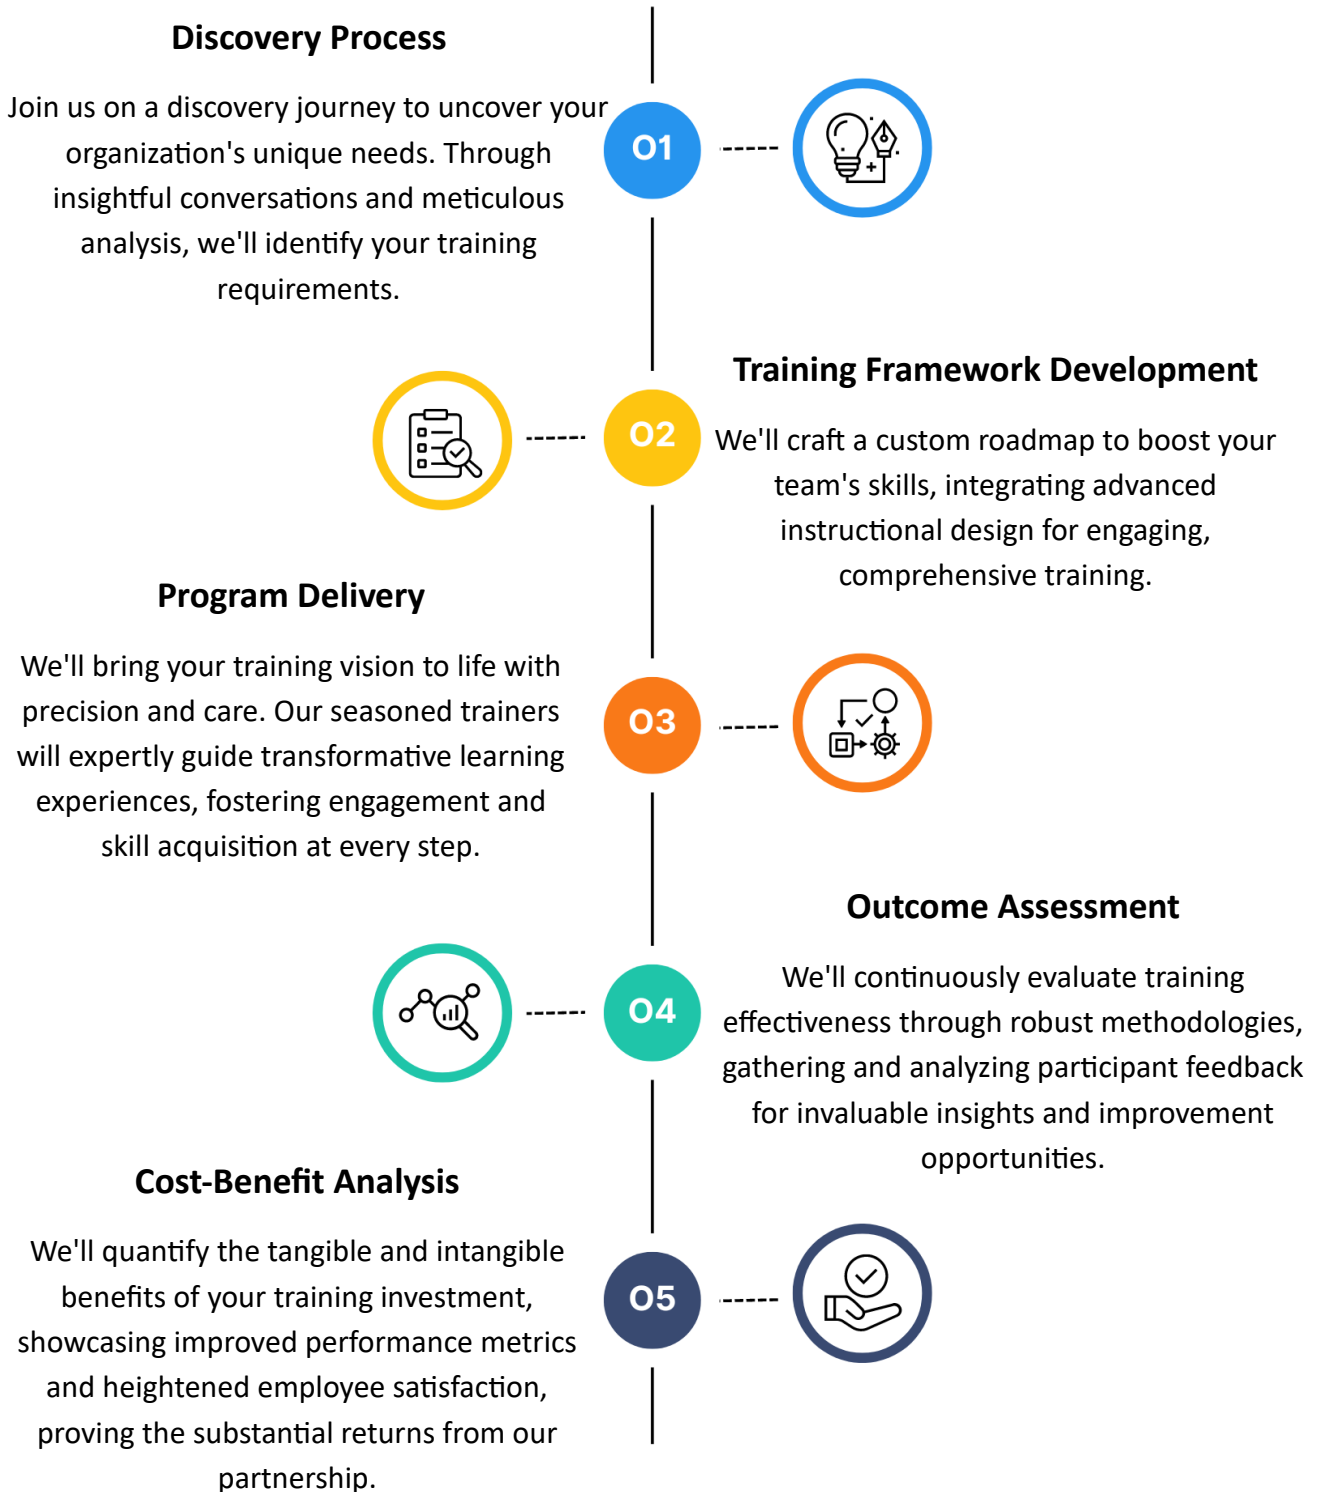 Discovery Process
Join us on a discovery journey to uncover your
organization's unique needs. Through
insightful conversations and meticulous
analysis, we'll identify your training
requirements.
01
Training Framework Development
02
We'll craft a custom roadmap to boost your
team's skills, integrating advanced
instructional design for engaging,
comprehensive training.
Program Delivery
We'll bring your training vision to life with
precision and care. Our seasoned trainers
will expertly guide transformative learning
experiences, fostering engagement and
skill acquisition at every step.
03
Outcome Assessment
04
We'll continuously evaluate training
effectiveness through robust methodologies,
gathering and analyzing participant feedback
for invaluable insights and improvement
opportunities.
Cost-Benefit Analysis
We'll quantify the tangible and intangible
benefits of your training investment,
showcasing improved performance metrics
and heightened employee satisfaction,
proving the substantial returns from our
partnership.
05